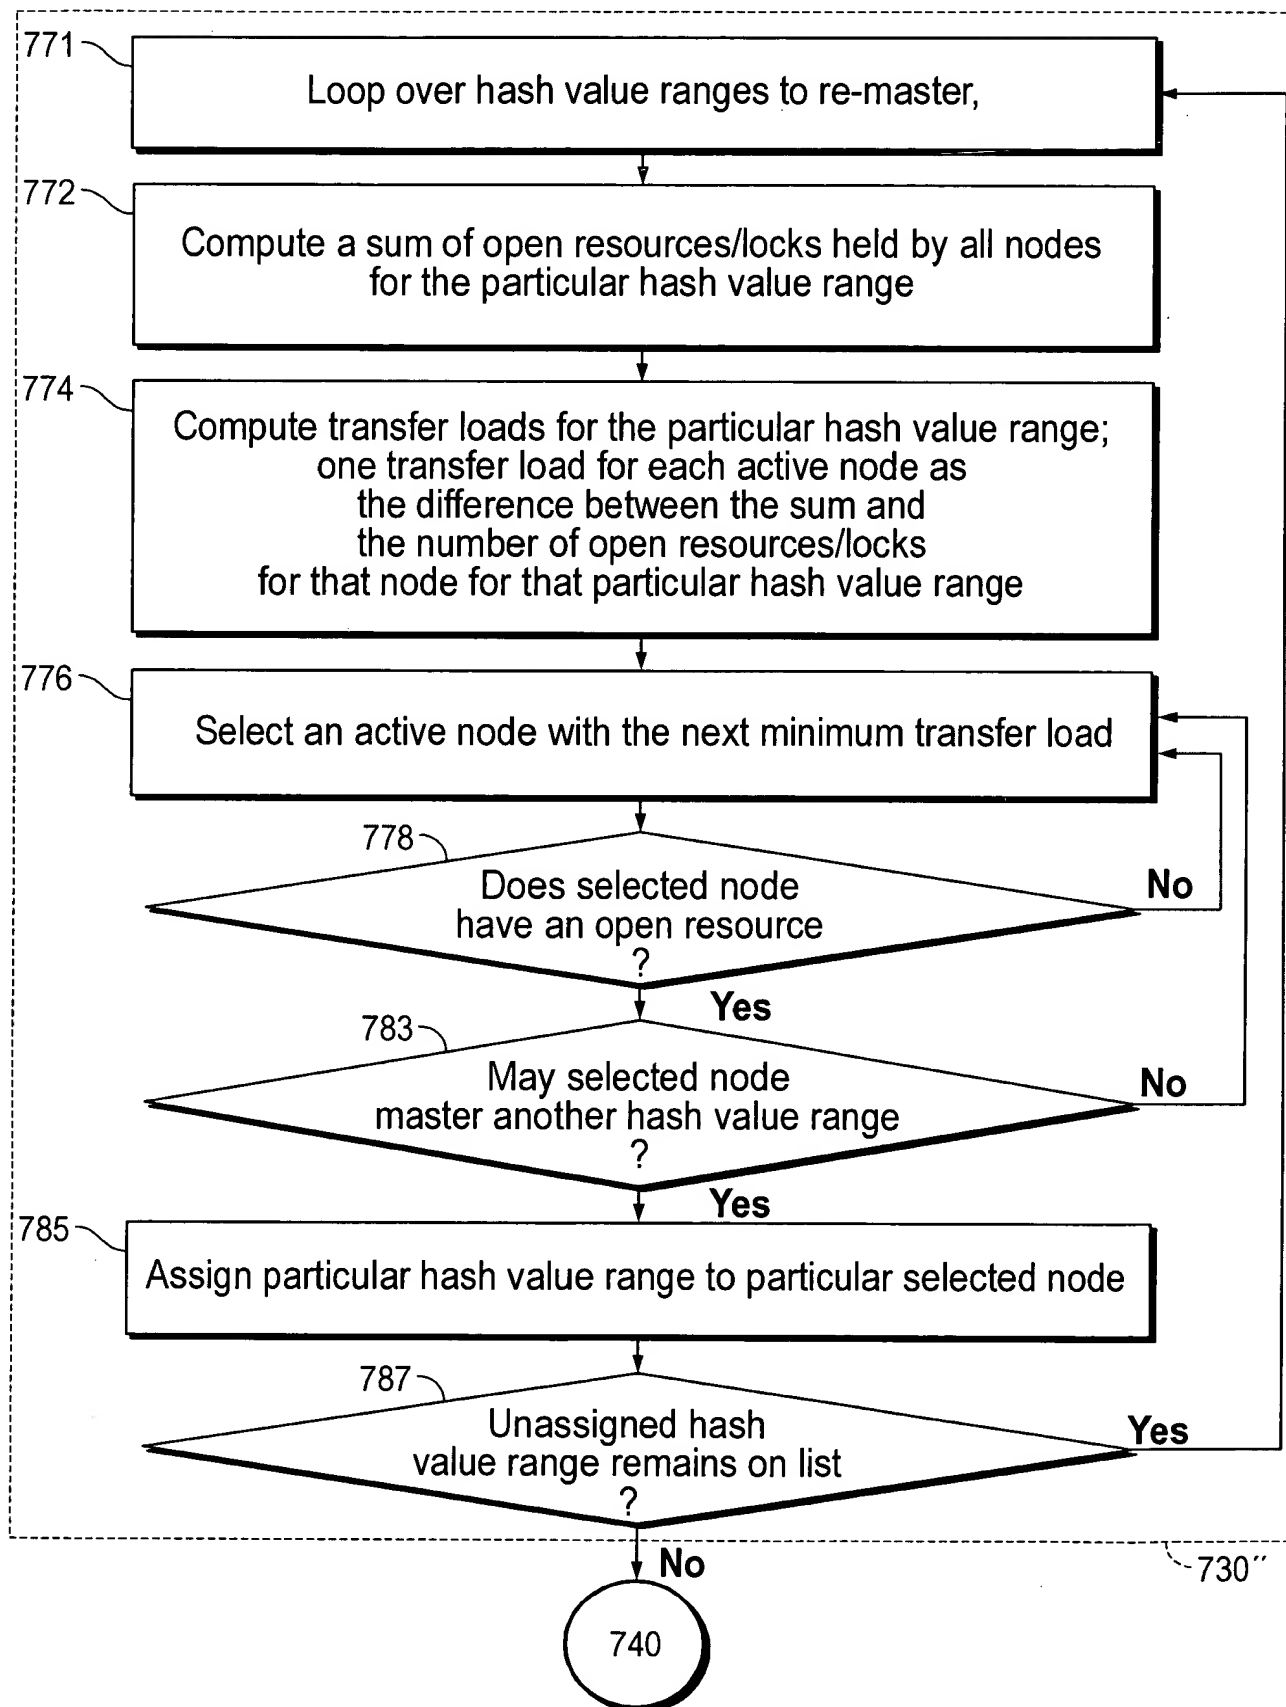 771
Loop over hash value ranges to re-master,
772
Compute a sum of open resources/locks held by all nodes
for the particular hash value range
774
Compute transfer loads for the particular hash value range;
one transfer load for each active node as
the difference between the sum and
the number of open resources/locks
for that node for that particular hash value range
776
Select an active node with the next minimum transfer load
778
Does selected node
have an open resource
?
No
Yes
783
May selected node
master another hash value range
?
No
Yes
785
Assign particular hash value range to particular selected node
787
Unassigned hash
value range remains on list
?
Yes
No
730″
740